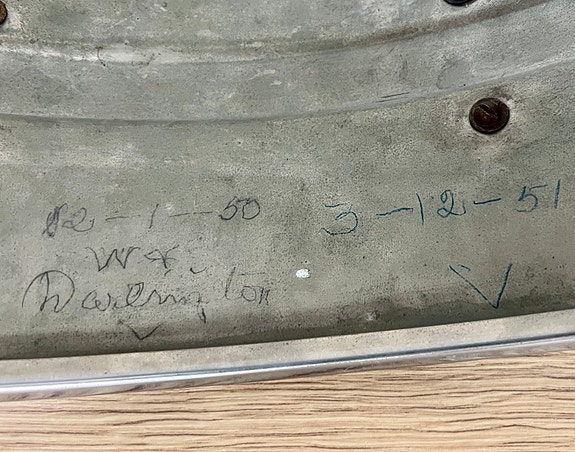 12-1--50
W &
Darlington
V
3-12-51
V